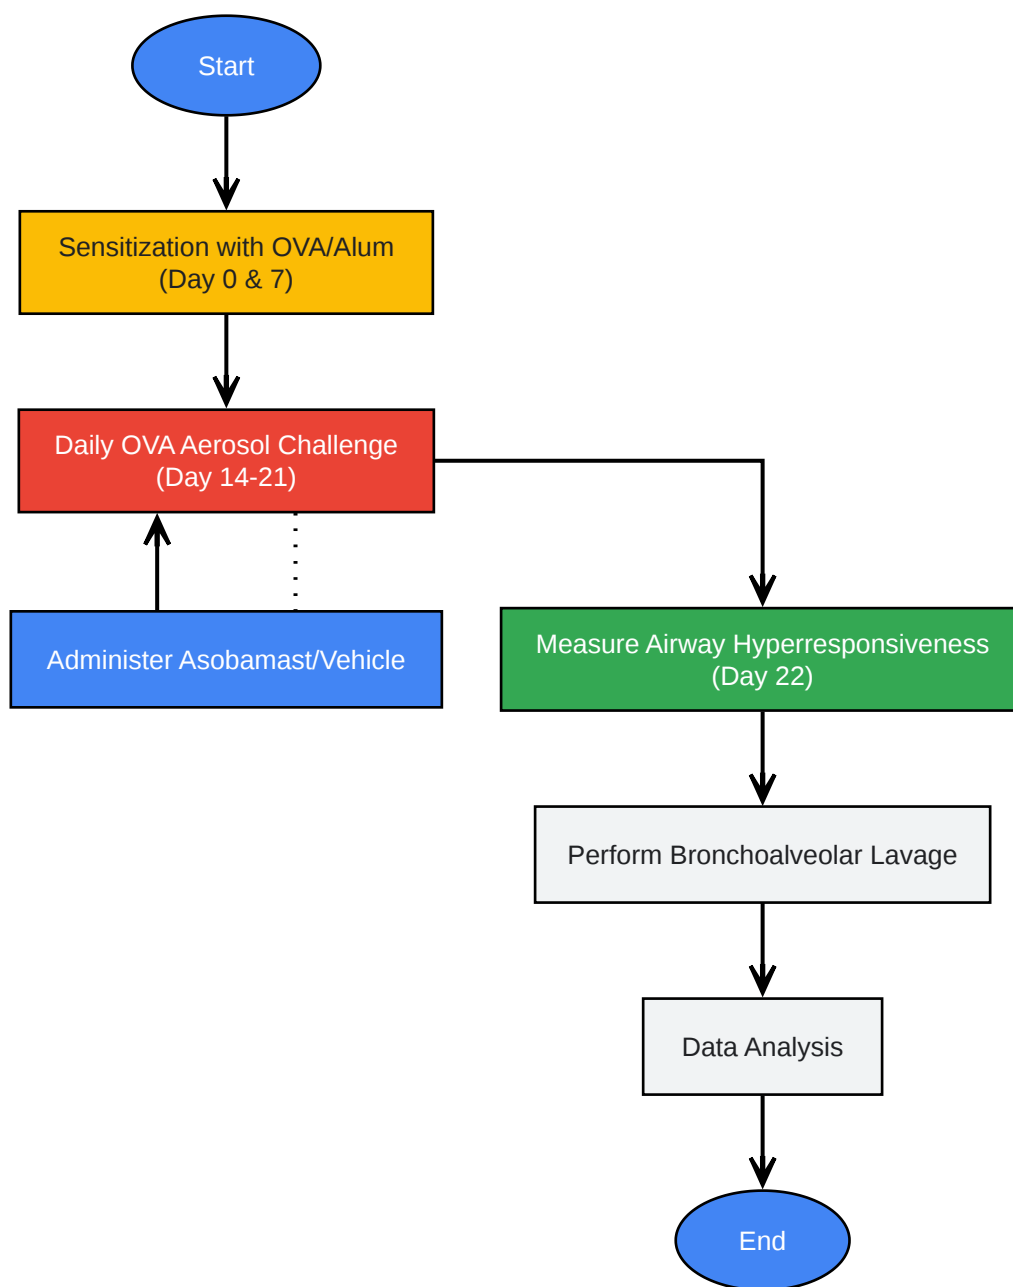 Start
Sensitization with OVA/Alum
(Day 0 & 7)
Daily OVA Aerosol Challenge
(Day 14-21)
Administer Asobamast/Vehicle
Measure Airway Hyperresponsiveness
(Day 22)
Perform Bronchoalveolar Lavage
Data Analysis
End